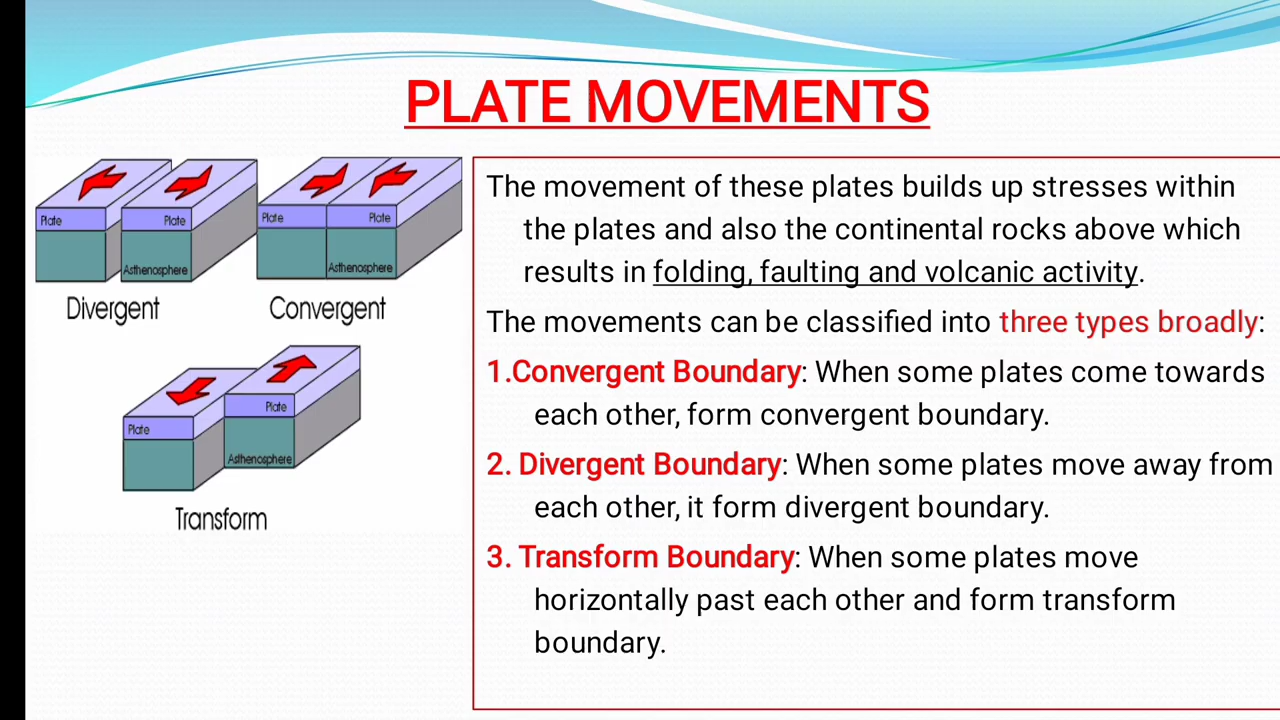 PLATE MOVEMENTS
Plate
Plate
Asthenosphere
Divergent
Plate
Plate
Asthenosphere
Convergent
Plate
Plate
Asthenosphere
Transform
The movement of these plates builds up stresses within
the plates and also the continental rocks above which
results in folding, faulting and volcanic activity.
The movements can be classified into three types broadly:
1.Convergent Boundary: When some plates come towards
each other, form convergent boundary.
2. Divergent Boundary: When some plates move away from
each other, it form divergent boundary.
3. Transform Boundary: When some plates move
horizontally past each other and form transform
boundary.